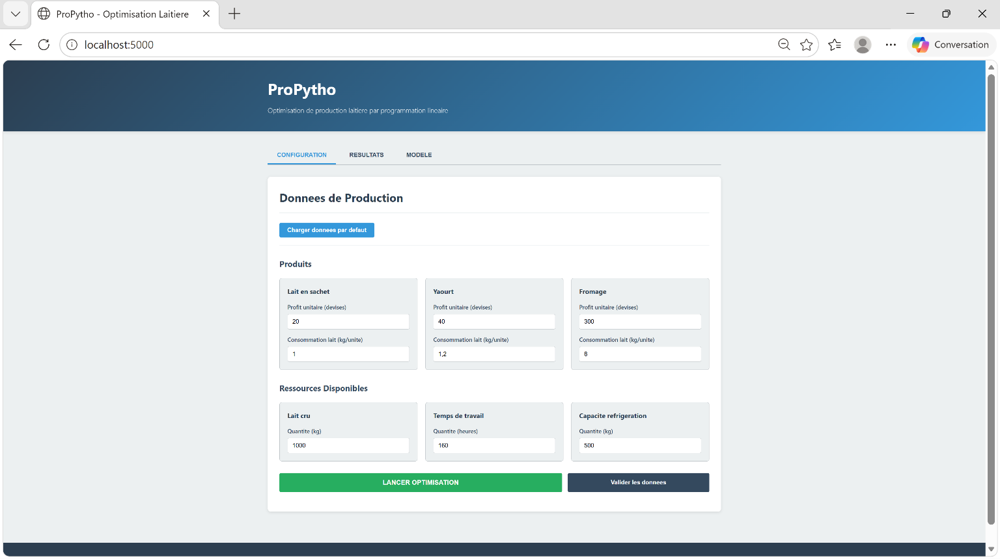 ProPytho - Optimisation Laitiere
localhost:5000
Conversation
ProPytho
Optimisation de production laitiere par programmation lineaire
CONFIGURATION RESULTATS MODELE
Donnees de Production
Charger donnees par defaut
Produits
Lait en sachet Yaourt Fromage
Profit unitaire (devises) Profit unitaire (devises) Profit unitaire (devises)
20 40 300
Consommation lait (kg/unite) Consommation lait (kg/unite) Consommation lait (kg/unite)
1 1,2 8
Ressources Disponibles
Lait cru Temps de travail Capacite refrigeration
Quantite (kg) Quantite (heures) Quantite (kg)
1000 160 500
LANCER OPTIMISATION Valider les donnees